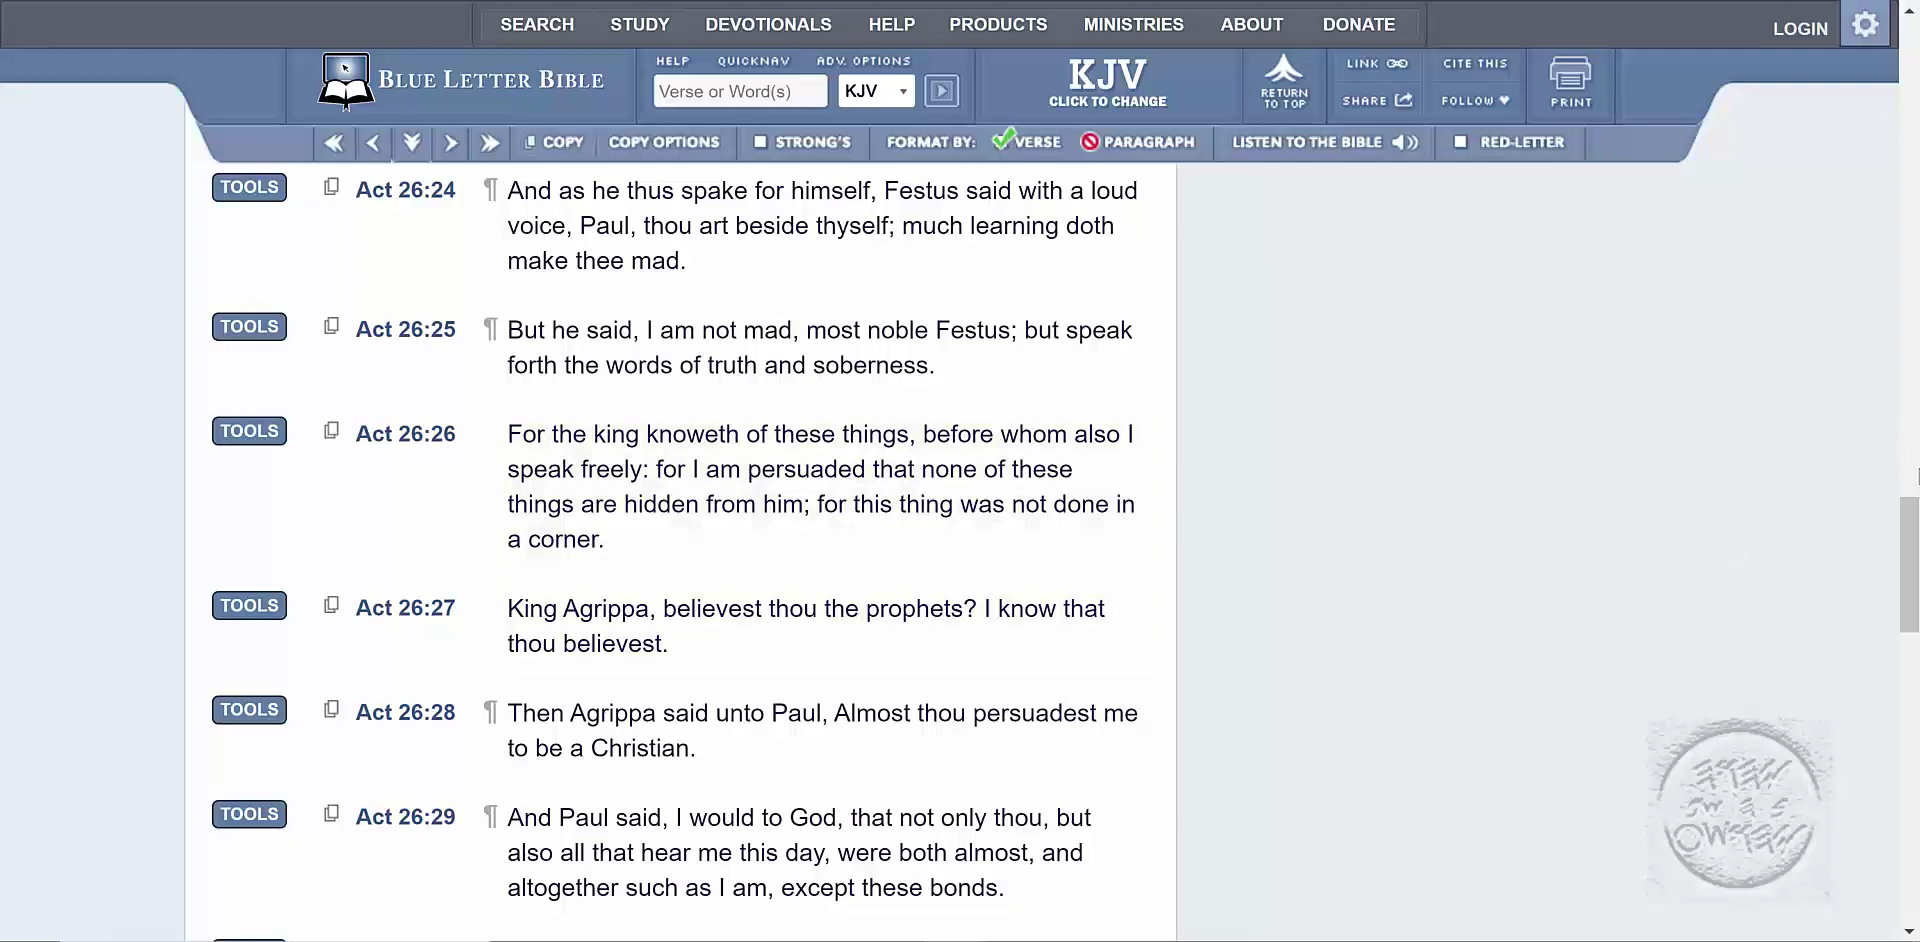 SEARCH STUDY DEVOTIONALS HELP PRODUCTS MINISTRIES ABOUT DONATE LOGIN
BLUE LETTER BIBLE
HELP QUICKNAV ADV. OPTIONS
Verse or Word(s) KJV
KJV
CLICK TO CHANGE
RETURN
TO TOP
LINK CITE THIS
SHARE FOLLOW
PRINT
COPY COPY OPTIONS STRONG'S FORMAT BY: VERSE PARAGRAPH LISTEN TO THE BIBLE RED-LETTER
TOOLS Act 26:24 ¶ And as he thus spake for himself, Festus said with a loud
voice, Paul, thou art beside thyself; much learning doth
make thee mad.
TOOLS Act 26:25 ¶ But he said, I am not mad, most noble Festus; but speak
forth the words of truth and soberness.
TOOLS Act 26:26 For the king knoweth of these things, before whom also I
speak freely: for I am persuaded that none of these
things are hidden from him; for this thing was not done in
a corner.
TOOLS Act 26:27 King Agrippa, believest thou the prophets? I know that
thou believest.
TOOLS Act 26:28 ¶ Then Agrippa said unto Paul, Almost thou persuadest me
to be a Christian.
TOOLS Act 26:29 ¶ And Paul said, I would to God, that not only thou, but
also all that hear me this day, were both almost, and
altogether such as I am, except these bonds.